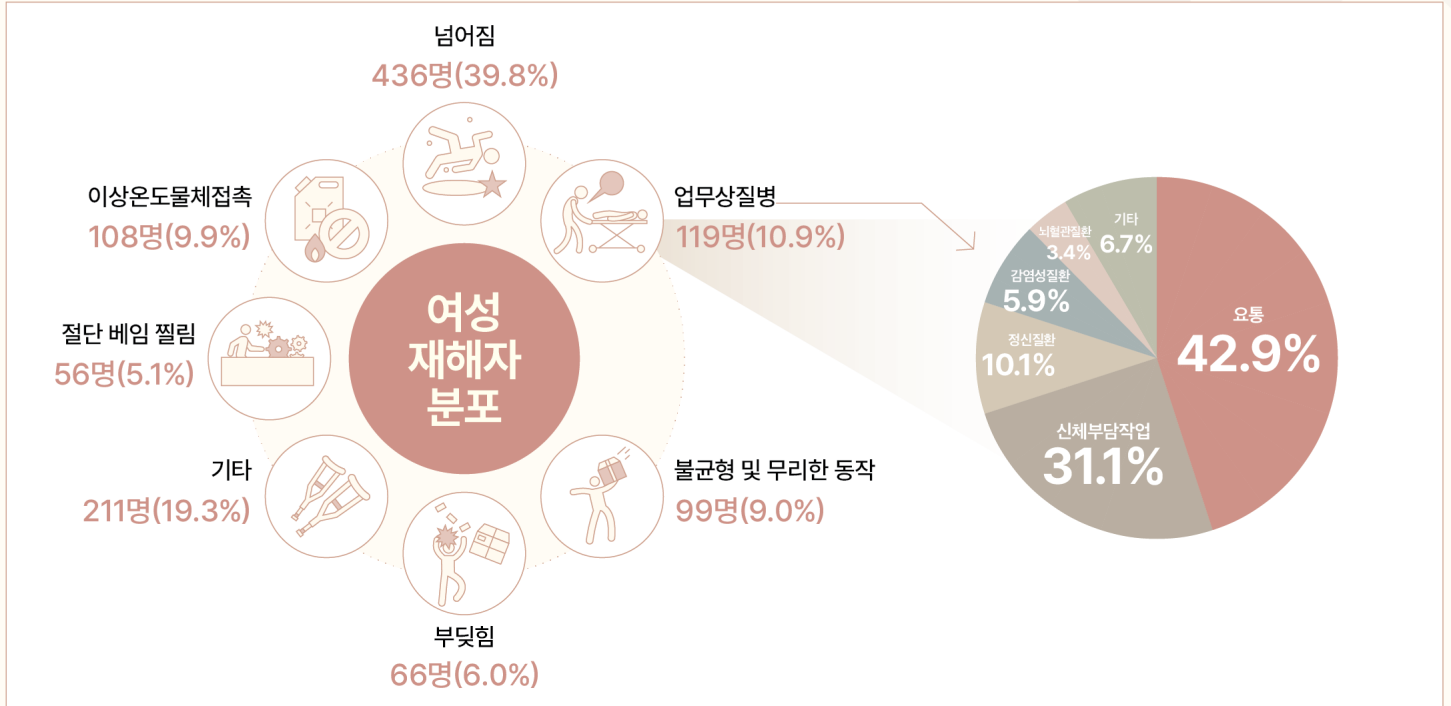 넘어짐
436명(39.8%)
이상온도물체접촉
108명(9.9%)
업무상질병
119명(10.9%)
절단 베임 찔림
56명(5.1%)
여성
재해자
분포
기타
211명(19.3%)
불균형 및 무리한 동작
99명(9.0%)
부딪힘
66명(6.0%)
기타
6.7%
뇌혈관질환
3.4%
감염성질환
5.9%
정신질환
10.1%
요통
42.9%
신체부담작업
31.1%